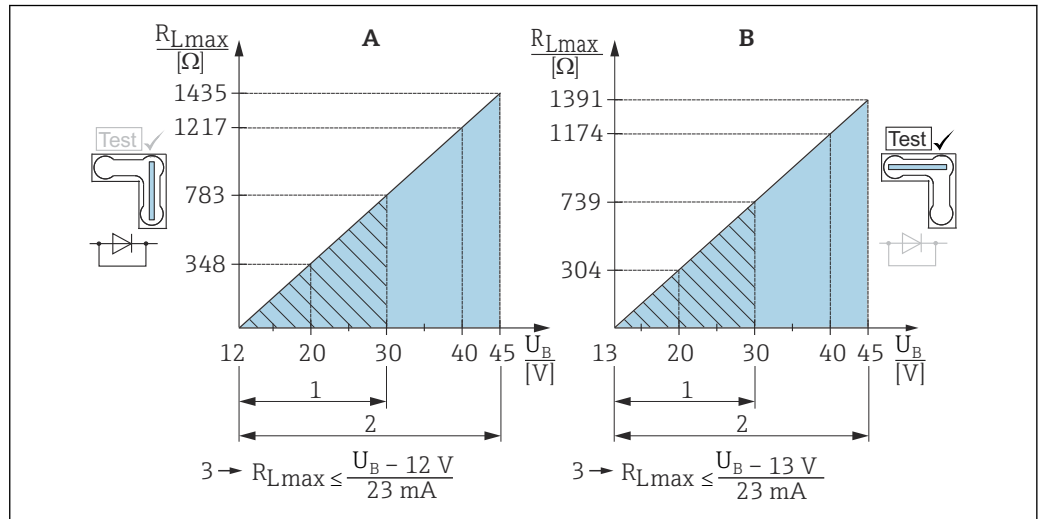 A
R_Lmax
[Ω]
1435
1217
783
348
12 20 30 40 45
U_B
[V]
1
2
3 → R_Lmax ≤ U_B – 12 V / 23 mA
Test ✓
B
R_Lmax
[Ω]
1391
1174
739
304
13 20 30 40 45
U_B
[V]
1
2
3 → R_Lmax ≤ U_B – 13 V / 23 mA
Test ✓